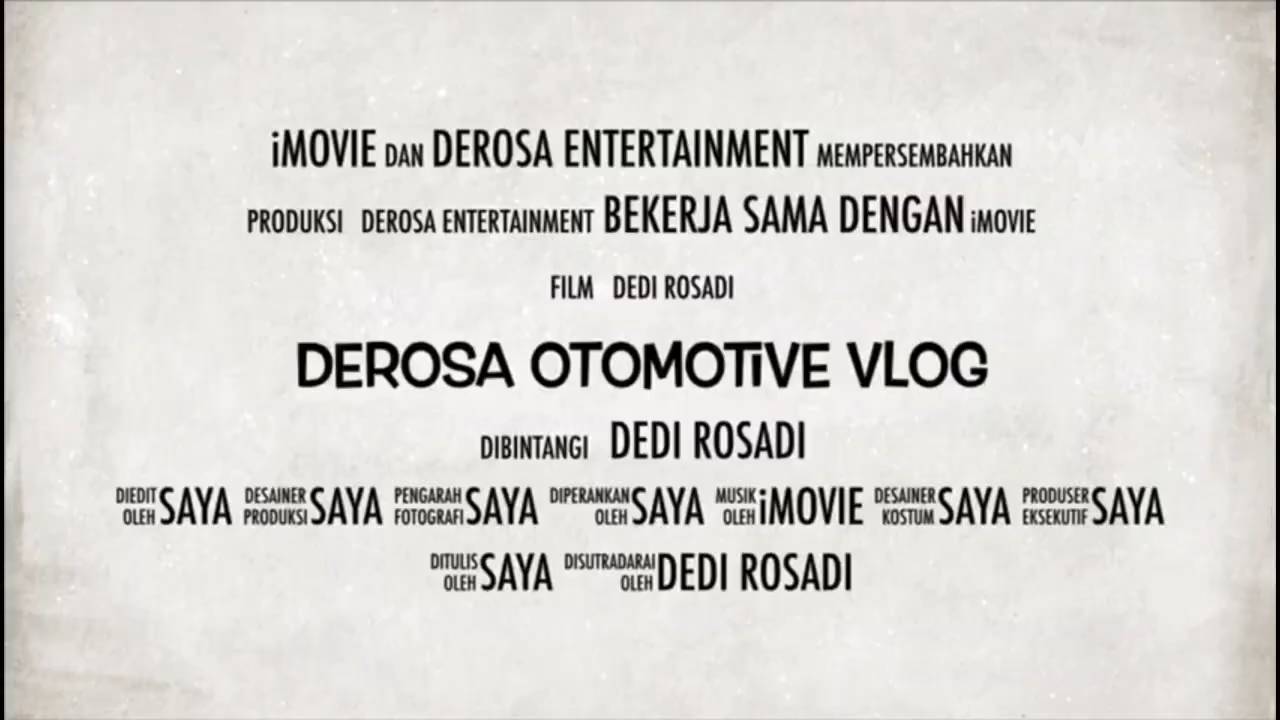 iMOVIE DAN DEROSA ENTERTAINMENT MEMPERSEMBAHKAN
PRODUKSI DEROSA ENTERTAINMENT BEKERJA SAMA DENGAN iMOVIE
FILM DEDI ROSADI
DEROSA OTOMOTiVE VLOG
DIBINTANGI DEDI ROSADI
DIEDIT OLEH SAYA DESAINER PRODUKSI SAYA PENGARAH FOTOGRAFI SAYA DIPERANKAN OLEH SAYA MUSIK OLEH iMOVIE DESAINER KOSTUM SAYA PRODUSER EKSEKUTIF SAYA
DITULIS OLEH SAYA DISUTRADARAI OLEH DEDI ROSADI